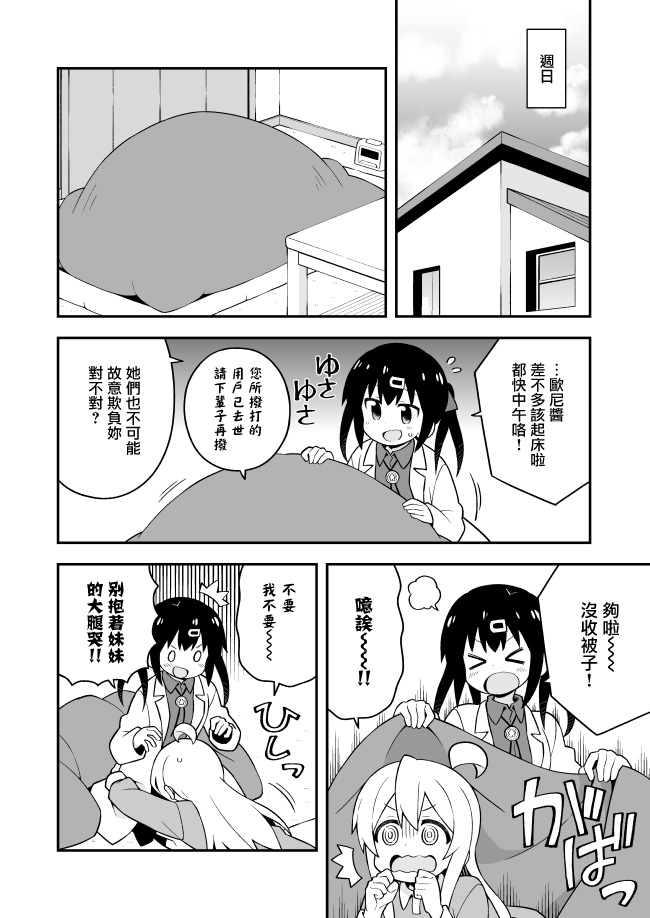 週日
…歐尼醬
差不多該起床啦
都快中午咯！
ゆさ
ゆさ
您所撥打的
用戶已去世
請下輩子再撥
她們也不可能
故意欺負妳
對不對？
夠啦～～
沒收被子！
がばっ
噫誒～～!!
不要
我不要～～
ひしっ
別抱著妹妹
的大腿哭!!